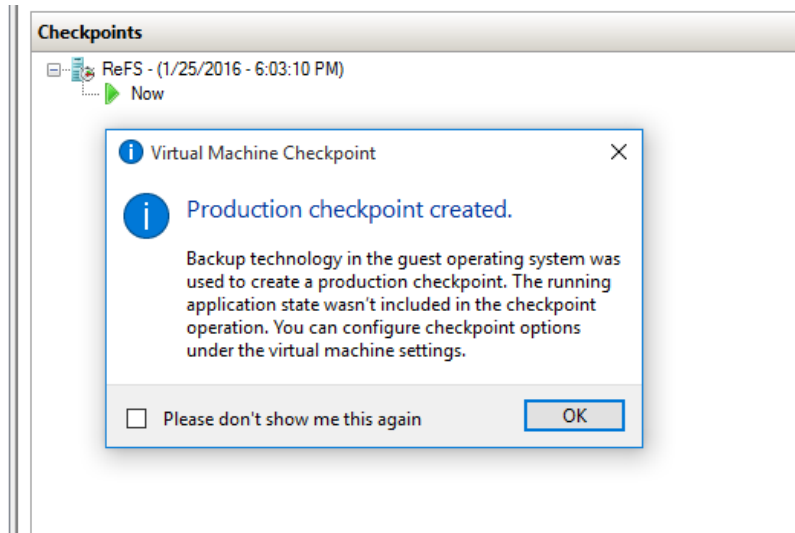 Checkpoints
ReFS - (1/25/2016 - 6:03:10 PM)
Now
Virtual Machine Checkpoint
Production checkpoint created.
Backup technology in the guest operating system was
used to create a production checkpoint. The running
application state wasn't included in the checkpoint
operation. You can configure checkpoint options
under the virtual machine settings.
Please don't show me this again
OK